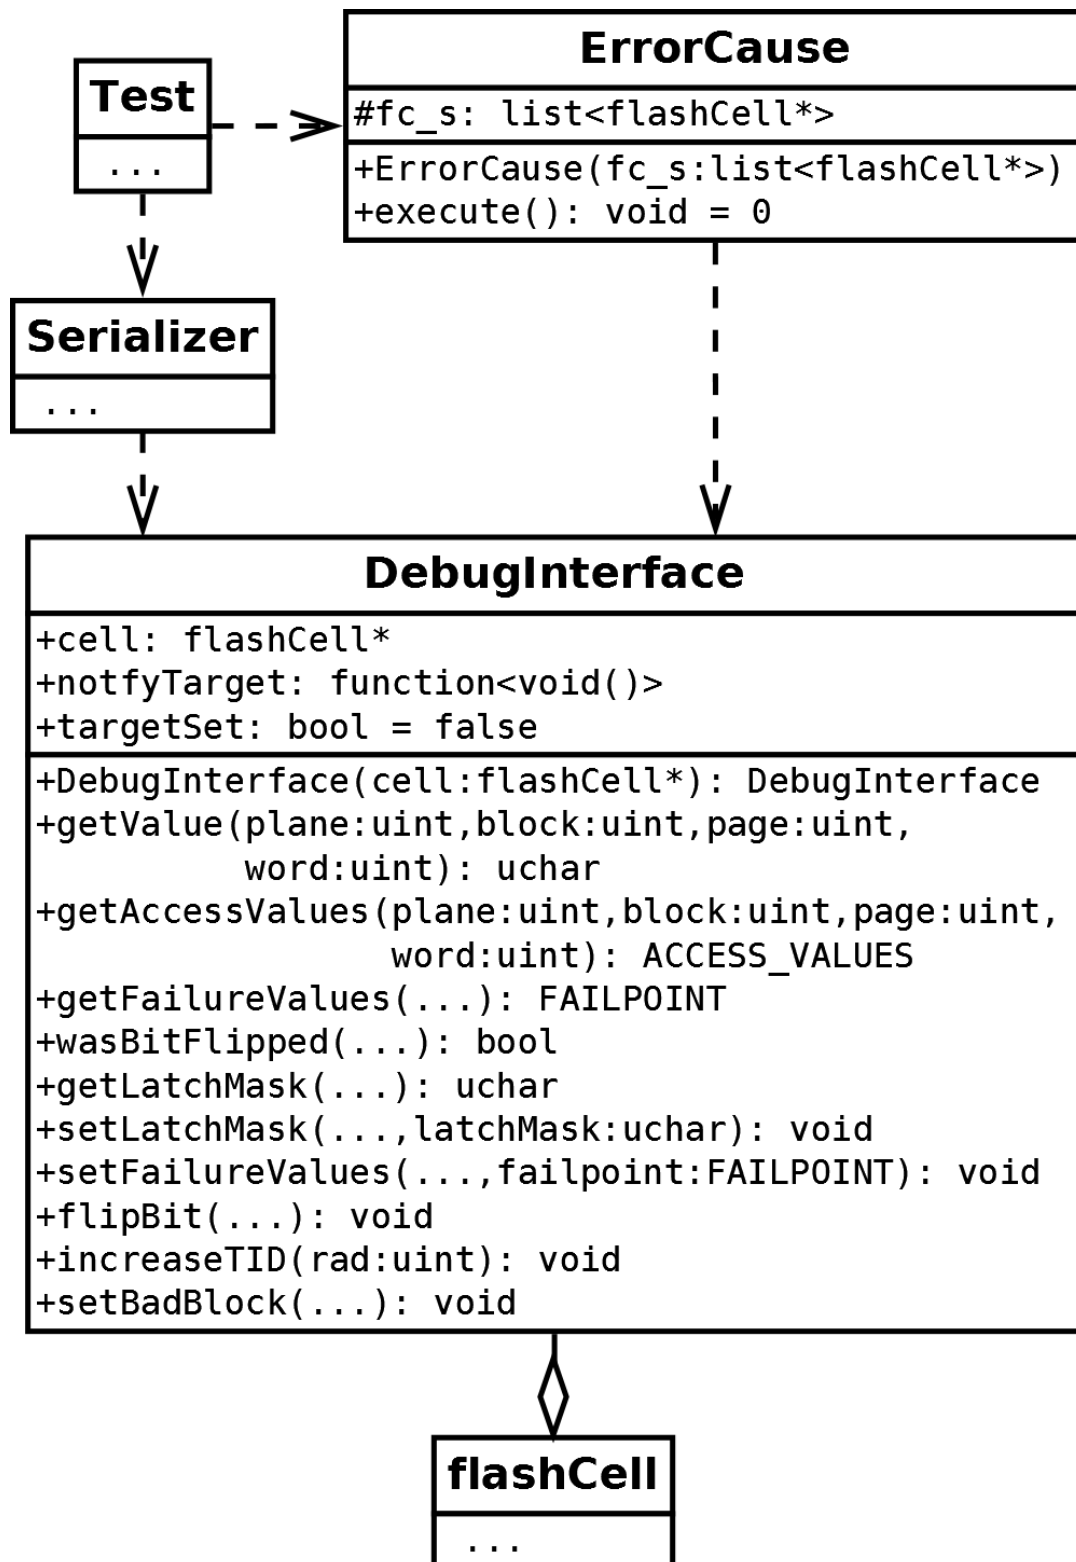 Test
...
ErrorCause
#fc_s: list<flashCell*>
+ErrorCause(fc_s:list<flashCell*>)
+execute(): void = 0
Serializer
...
DebugInterface
+cell: flashCell*
+notfyTarget: function<void()>
+targetSet: bool = false
+DebugInterface(cell:flashCell*): DebugInterface
+getValue(plane:uint,block:uint,page:uint,
word:uint): uchar
+getAccessValues(plane:uint,block:uint,page:uint,
word:uint): ACCESS_VALUES
+getFailureValues(...): FAILPOINT
+wasBitFlipped(...): bool
+getLatchMask(...): uchar
+setLatchMask(...,latchMask:uchar): void
+setFailureValues(...,failpoint:FAILPOINT): void
+flipBit(...): void
+increaseTID(rad:uint): void
+setBadBlock(...): void
flashCell
...